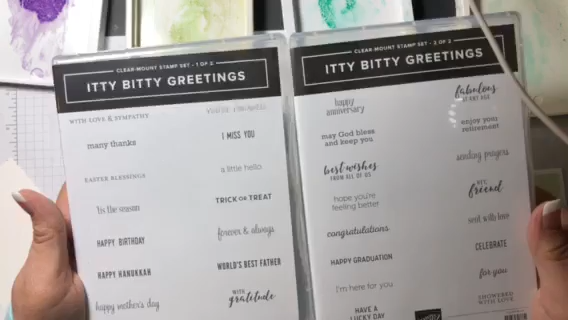 CLEAR-MOUNT STAMP SET - 1 OF 2
ITTY BITTY GREETINGS
WITH LOVE & SYMPATHY
many thanks
I MISS YOU
EASTER BLESSINGS
a little hello
'tis the season
TRICK OR TREAT
HAPPY BIRTHDAY
forever & always
HAPPY HANUKKAH
WORLD'S BEST FATHER
happy mother's day
WITH
gratitude
CLEAR-MOUNT STAMP SET - 2 OF 2
ITTY BITTY GREETINGS
happy
anniversary
fabulous
AT ANY AGE
may God bless
and keep you
enjoy you
retirement
best wishes
FROM ALL OF US
sending prayers
hope you're
feeling better
friend
congratulations
sent with love
HAPPY GRADUATION
CELEBRATE
I'm here for you
for you
HAVE A
LUCKY DAY
SHOWERED
WITH LOVE